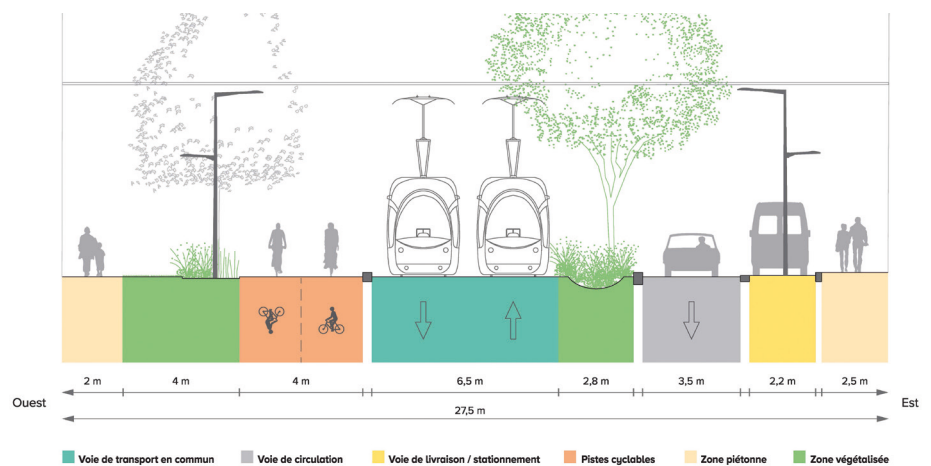 2 m 4 m 4 m 6,5 m 2,8 m 3,5 m 2,2 m 2,5 m
Ouest Est
27,5 m
Voie de transport en commun Voie de circulation Voie de livraison / stationnement Pistes cyclables Zone piétonne Zone végétalisée